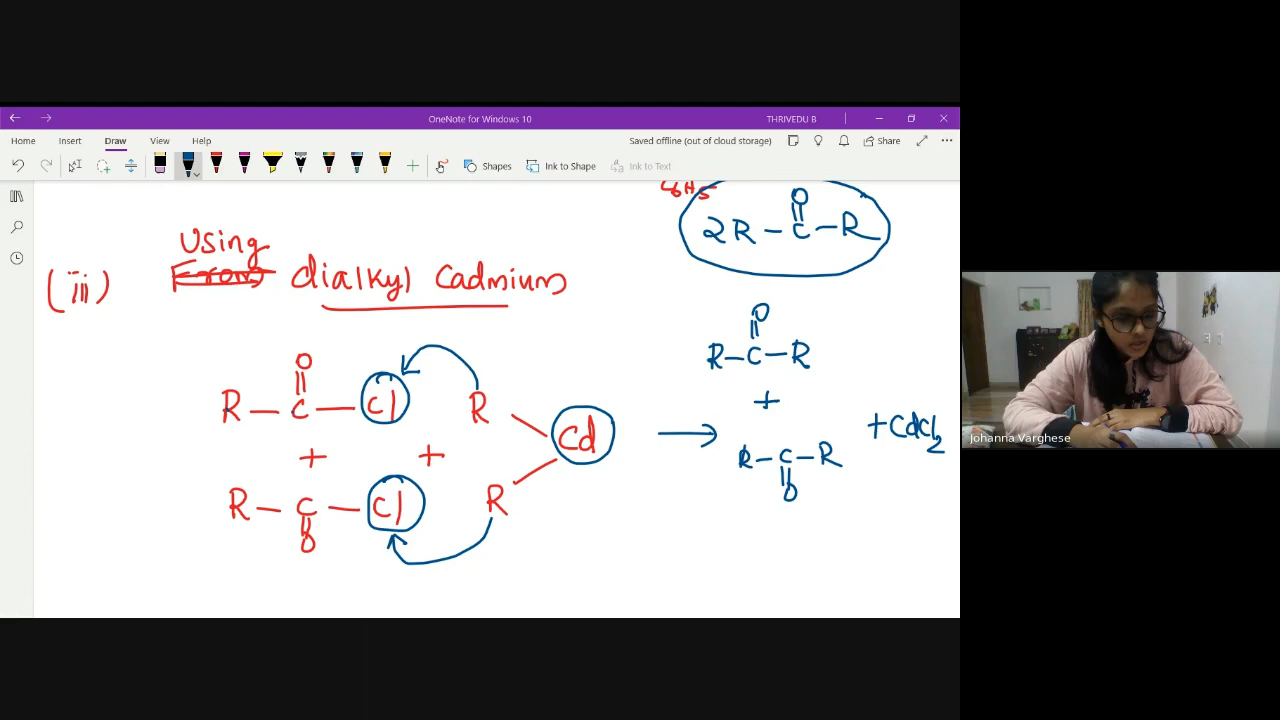 OneNote for Windows 10
THRIVEDU B
Home Insert Draw View Help
Saved offline (out of cloud storage)
Share
Shapes
Ink to Shape
Ink to Text
C6H5
2R - C - R
O
(iii) Using dialkyl Cadmium
O
R - C - Cl
R
+ + Cd
R - C - Cl
O
R
→
O
R - C - R
+
R - C - R
O
+ CdCl2
Johanna Varghese